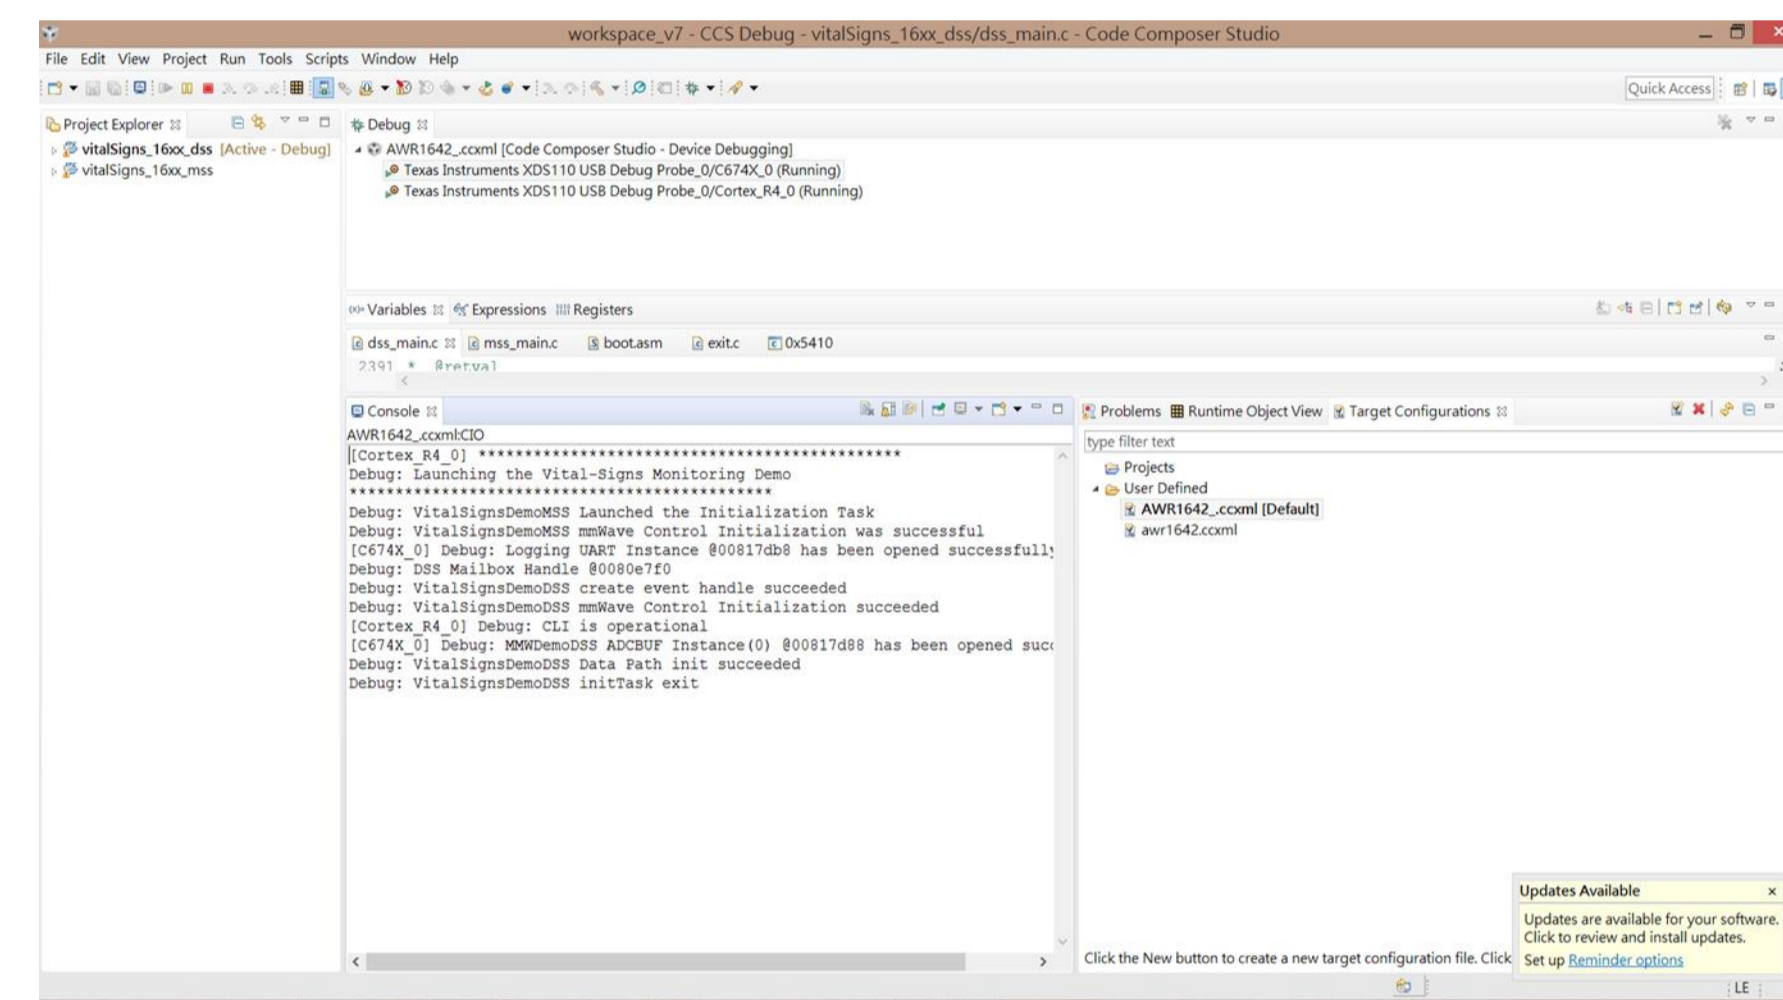 workspace_v7 - CCS Debug - vitalSigns_16xx_dss/dss_main.c - Code Composer Studio
File Edit View Project Run Tools Scripts Window Help
Quick Access
Project Explorer
vitalSigns_16xx_dss [Active - Debug]
vitalSigns_16xx_mss
Debug
AWR1642_.ccxml [Code Composer Studio - Device Debugging]
Texas Instruments XDS110 USB Debug Probe_0/C674X_0 (Running)
Texas Instruments XDS110 USB Debug Probe_0/Cortex_R4_0 (Running)
Variables Expressions Registers
dss_main.c mss_main.c boot.asm exit.c 0x5410
2391 * @retval
Console
AWR1642_.ccxml:CIO
[Cortex_R4_0] **********************************************
Debug: Launching the Vital-Signs Monitoring Demo
**********************************************
Debug: VitalSignsDemoMSS Launched the Initialization Task
Debug: VitalSignsDemoMSS mmWave Control Initialization was successful
[C674X_0] Debug: Logging UART Instance @00817db8 has been opened successfully
Debug: DSS Mailbox Handle @0080e7f0
Debug: VitalSignsDemoDSS create event handle succeeded
Debug: VitalSignsDemoDSS mmWave Control Initialization succeeded
[Cortex_R4_0] Debug: CLI is operational
[C674X_0] Debug: MMWDemoDSS ADCBUF Instance(0) @00817d88 has been opened succ
Debug: VitalSignsDemoDSS Data Path init succeeded
Debug: VitalSignsDemoDSS initTask exit
Problems Runtime Object View Target Configurations
type filter text
Projects
User Defined
AWR1642_.ccxml [Default]
awr1642.ccxml
Click the New button to create a new target configuration file. Click
Updates Available
Updates are available for your software.
Click to review and install updates.
Set up Reminder options
LE